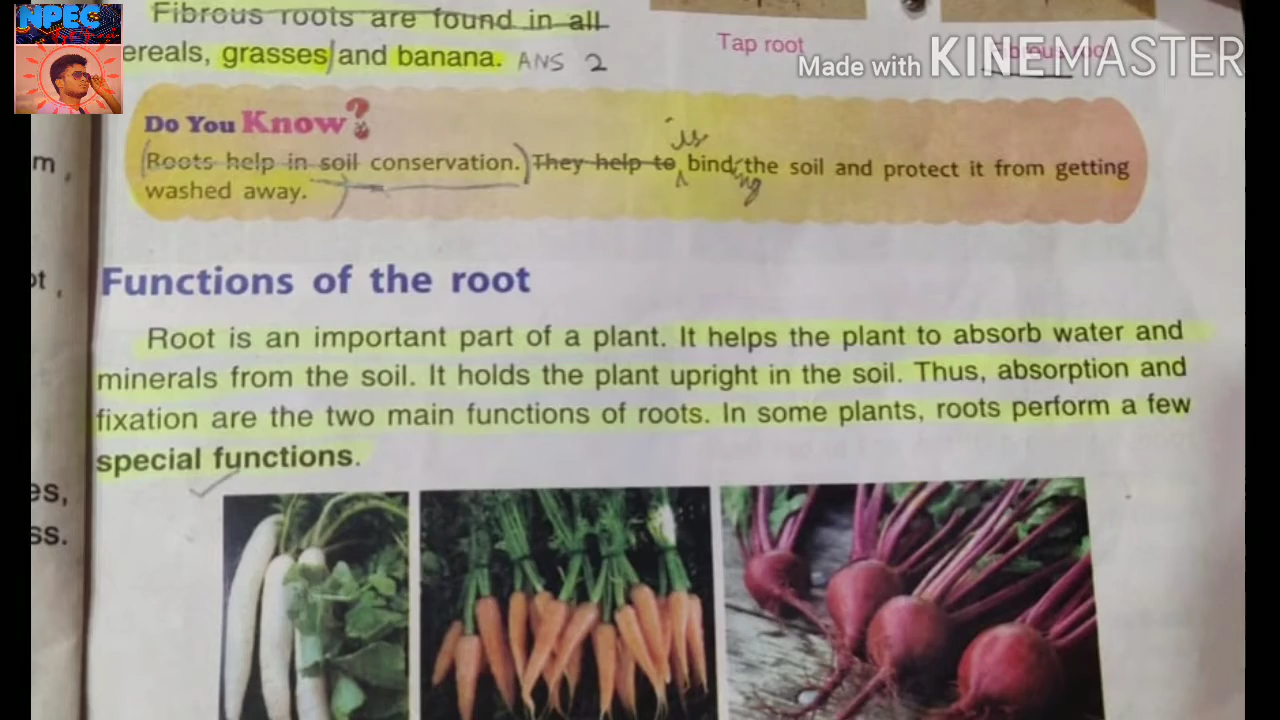 NPEC
Fibrous roots are found in all
ereals, grasses and banana. ANS 2
Tap root
Made with KINEMASTER
Do You Know?
is
Roots help in soil conservation. They help to bind the soil and protect it from getting
ng
washed away.
m,
ot,
Functions of the root
Root is an important part of a plant. It helps the plant to absorb water and
minerals from the soil. It holds the plant upright in the soil. Thus, absorption and
fixation are the two main functions of roots. In some plants, roots perform a few
special functions.
es,
ss.